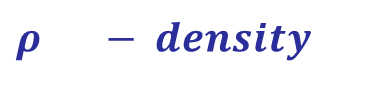 ρ – density